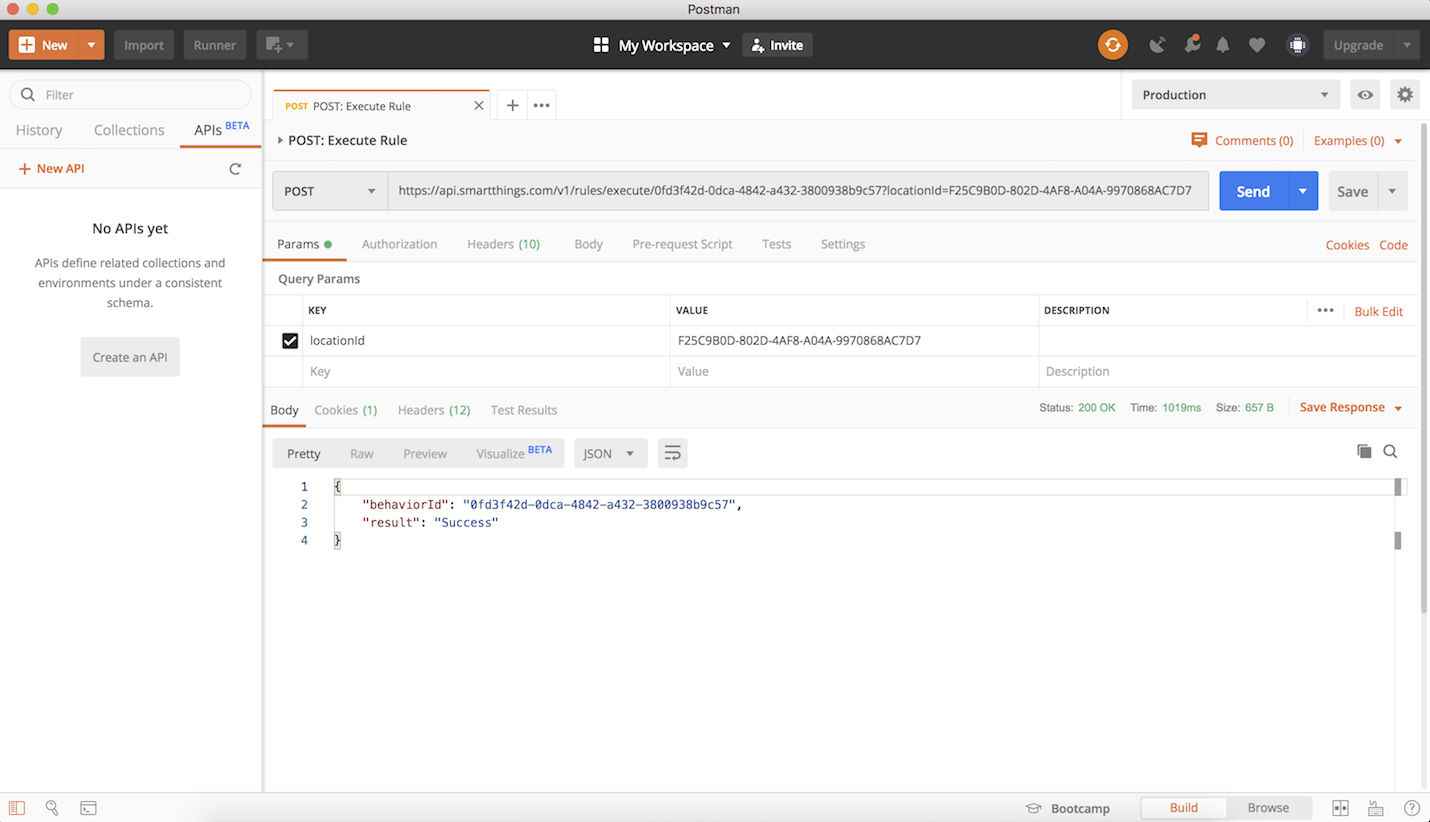 Postman
New Import Runner My Workspace Invite Upgrade
Filter
History Collections APIs BETA
+ New API
No APIs yet
APIs define related collections and
environments under a consistent
schema.
Create an API
POST POST: Execute Rule
Production
POST: Execute Rule Comments (0) Examples (0)
POST https://api.smartthings.com/v1/rules/execute/0fd3f42d-0dca-4842-a432-3800938b9c57?locationId=F25C9B0D-802D-4AF8-A04A-9970868AC7D7 Send Save
Params Authorization Headers (10) Body Pre-request Script Tests Settings Cookies Code
Query Params
KEY VALUE DESCRIPTION Bulk Edit
locationId F25C9B0D-802D-4AF8-A04A-9970868AC7D7
Key Value Description
Body Cookies (1) Headers (12) Test Results Status: 200 OK Time: 1019ms Size: 657 B Save Response
Pretty Raw Preview Visualize BETA JSON
1 {
2 "behaviorId": "0fd3f42d-0dca-4842-a432-3800938b9c57",
3 "result": "Success"
4 }
Bootcamp Build Browse